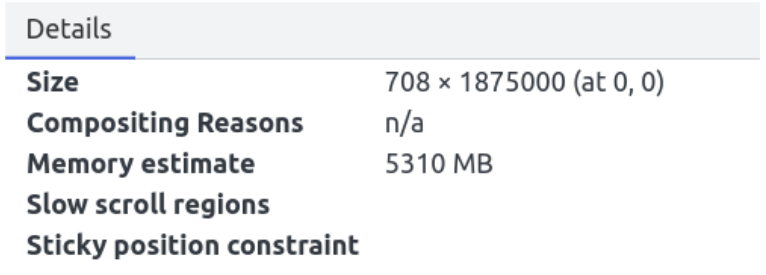 Details
Size 708 × 1875000 (at 0, 0)
Compositing Reasons n/a
Memory estimate 5310 MB
Slow scroll regions
Sticky position constraint